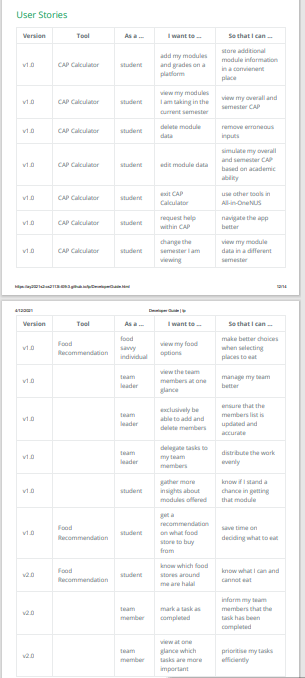 User Stories
Version Tool As a ... I want to ... So that I can ...
v1.0 CAP Calculator student add my modules and grades on a platform store additional module information in a convenient place
v1.0 CAP Calculator student view my modules I am taking in the current semester view my overall and semester CAP
v1.0 CAP Calculator student delete module data remove erroneous inputs
v1.0 CAP Calculator student edit module data simulate my overall and semester CAP based on academic ability
v1.0 CAP Calculator student exit CAP Calculator use other tools in All-in-OneNUS
v1.0 CAP Calculator student request help within CAP navigate the app better
v1.0 CAP Calculator student change the semester I am viewing view my module data in a different semester
12/14
4/12/2021 Developer Guide | tp
Version Tool As a ... I want to ... So that I can ...
v1.0 Food Recommendation food savvy individual view my food options make better choices when selecting places to eat
v1.0 team leader view the team members at one glance manage my team better
v1.0 team leader exclusively be able to add and delete members ensure that the members list is updated and accurate
v1.0 team leader delegate tasks to my team members distribute the work evenly
v1.0 student gather more insights about modules offered know if I stand a chance in getting that module
v1.0 Food Recommendation student get a recommendation on what food store to buy from save time on deciding what to eat
v2.0 Food Recommendation student know which food stores around me are halal know what I can and cannot eat
v2.0 team member mark a task as completed inform my team members that the task has been completed
v2.0 team member view at one glance which tasks are more important prioritise my tasks efficiently